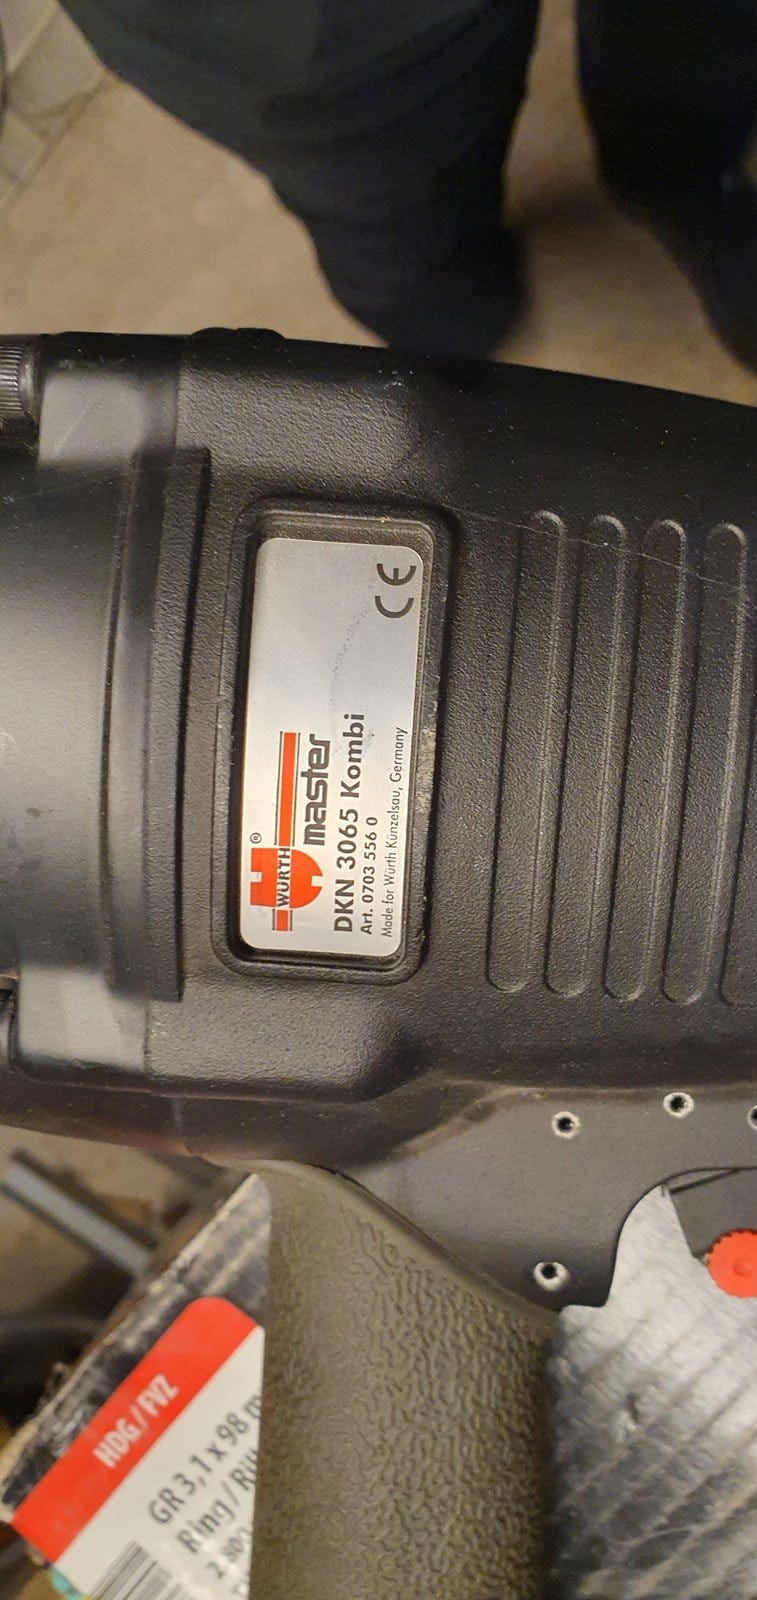 WÜRTH®
master
DKN 3065 Kombi
Art. 0703 556 0
Made for Würth Künzelsau, Germany
CE
HDG / FVZ
GR 3,1 x 98
Ring /